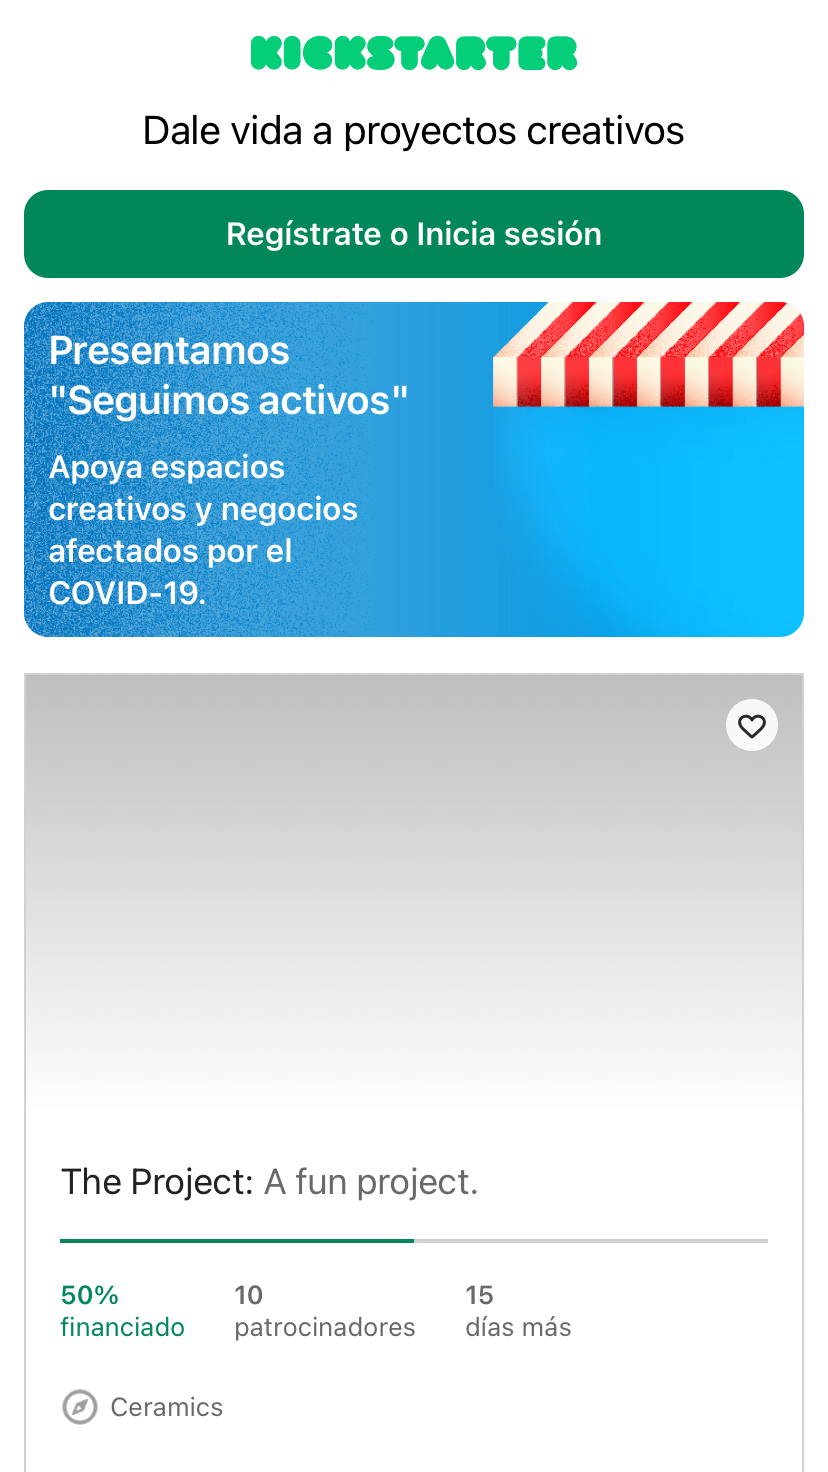 KICKSTARTER
Dale vida a proyectos creativos
Regístrate o Inicia sesión
Presentamos
"Seguimos activos"
Apoya espacios
creativos y negocios
afectados por el
COVID-19.
The Project: A fun project.
50% 10 15
financiado patrocinadores días más
Ceramics